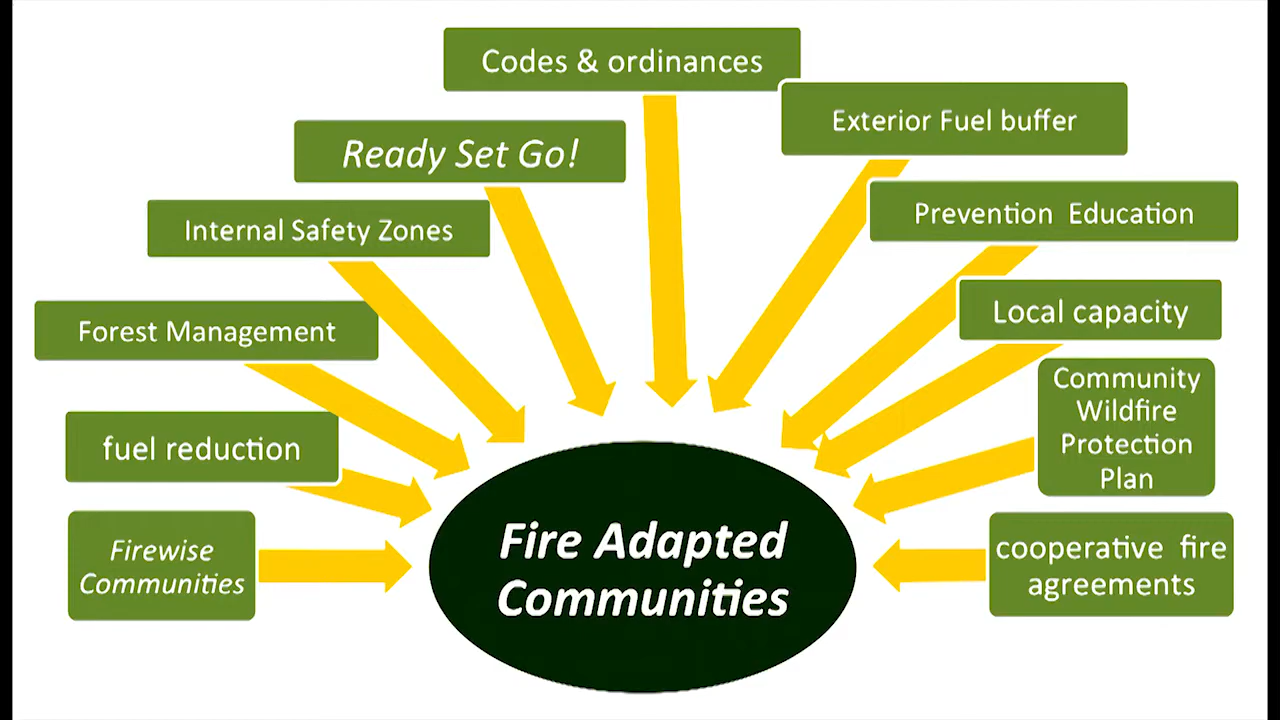 Codes & ordinances
Exterior Fuel buffer
Ready Set Go!
Prevention Education
Internal Safety Zones
Local capacity
Forest Management
Community
Wildfire
Protection
Plan
fuel reduction
Firewise
Communities
cooperative fire
agreements
Fire Adapted
Communities